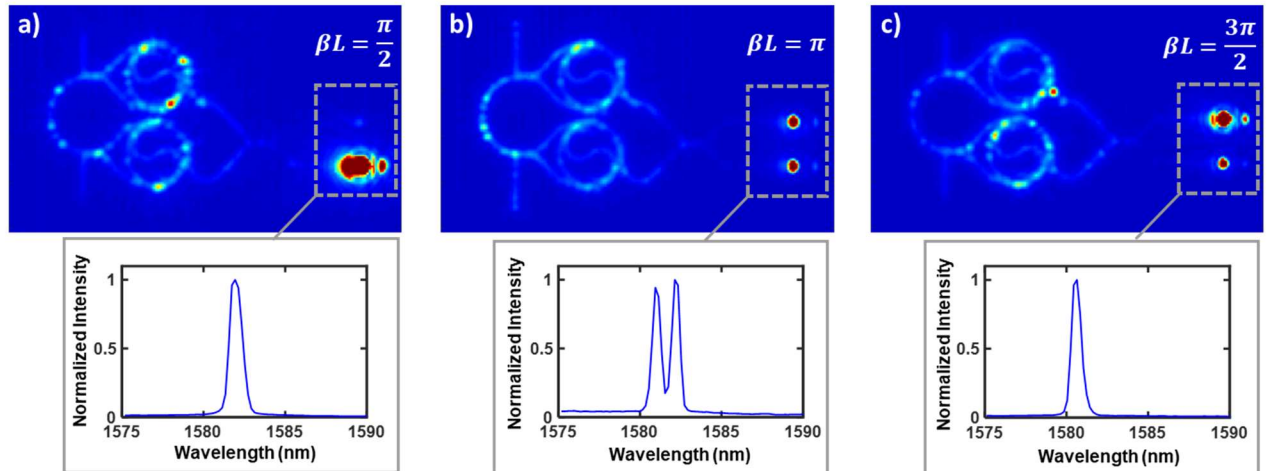 a) βL = π/2
b) βL = π
c) βL = 3π/2
Normalized Intensity
1
0.5
0
1575 1580 1585 1590
Wavelength (nm)
Normalized Intensity
1
0.5
0
1575 1580 1585 1590
Wavelength (nm)
Normalized Intensity
1
0.5
0
1575 1580 1585 1590
Wavelength (nm)